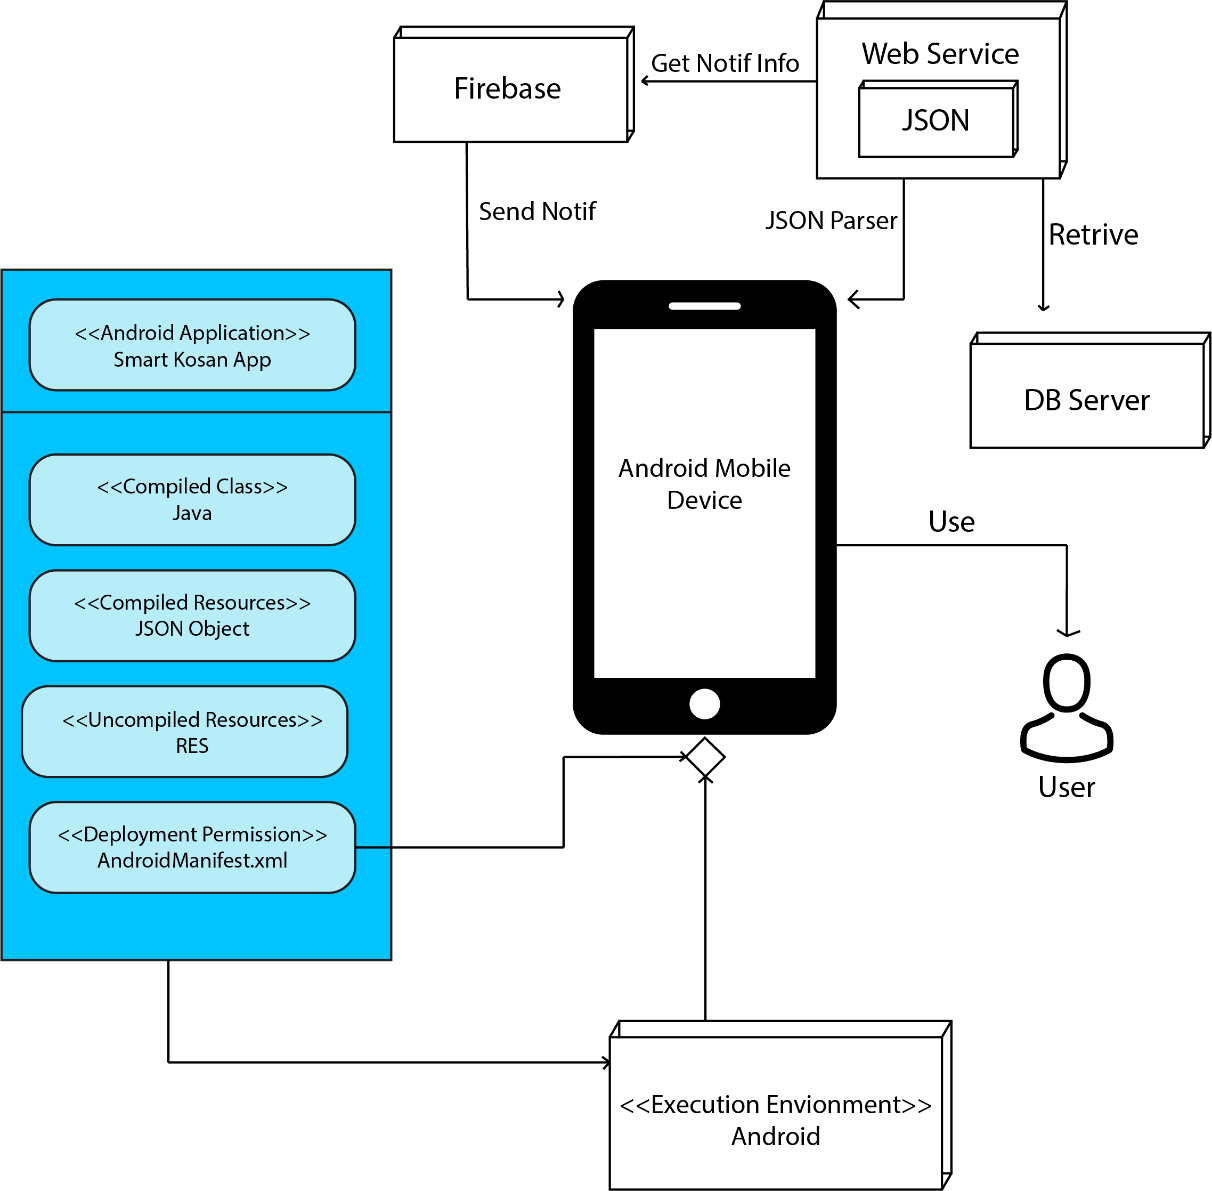 Firebase
Get Notif Info
Web Service
JSON
Send Notif
JSON Parser
Retrive
<<Android Application>>
Smart Kosan App
DB Server
<<Compiled Class>>
Java
Android Mobile
Device
Use
<<Compiled Resources>>
JSON Object
<<Uncompiled Resources>>
RES
User
<<Deployment Permission>>
AndroidManifest.xml
<<Execution Envionment>>
Android